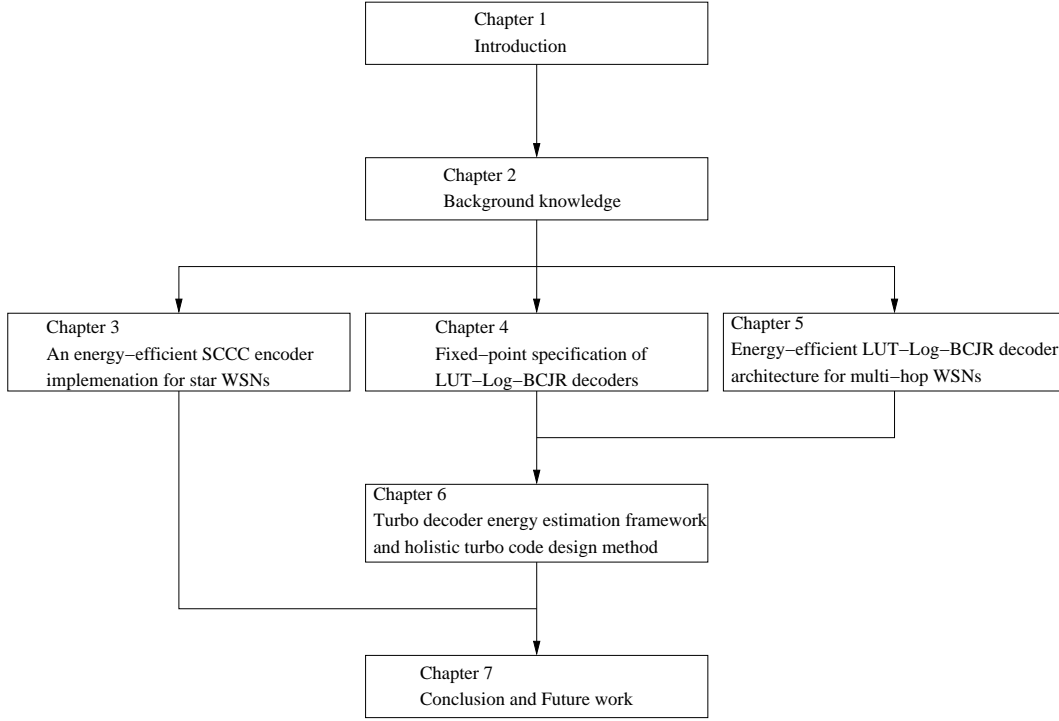 Chapter 1
Introduction
Chapter 2
Background knowledge
Chapter 3
An energy−efficient SCCC encoder
implemenation for star WSNs
Chapter 4
Fixed−point specification of
LUT−Log−BCJR decoders
Chapter 5
Energy−efficient LUT−Log−BCJR decoder
architecture for multi−hop WSNs
Chapter 6
Turbo decoder energy estimation framework
and holistic turbo code design method
Chapter 7
Conclusion and Future work